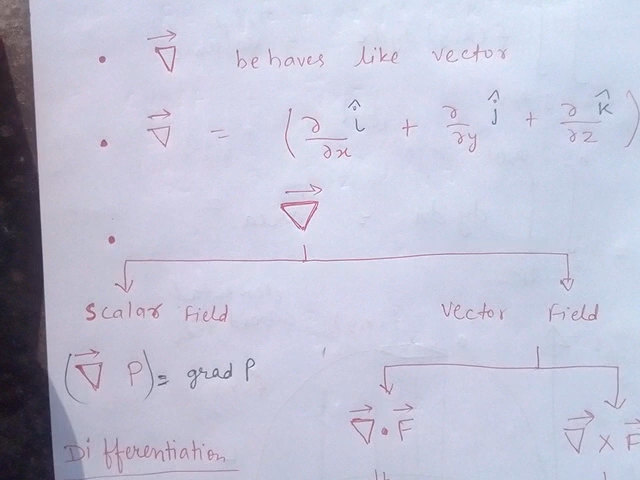 • ∇⃗ behaves like vector
• ∇⃗ = (∂/∂x î + ∂/∂y ĵ + ∂/∂z k̂)
• ∇⃗
Scalar Field Vector Field
(∇⃗ P) = grad P
∇⃗ • F⃗ ∇⃗ × F⃗
Differentiation